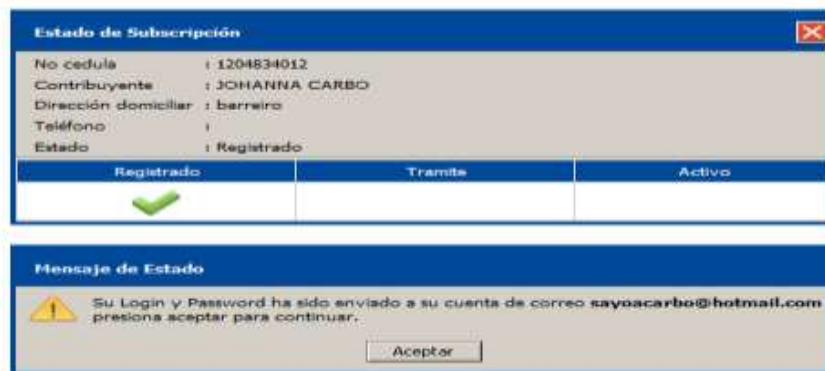 Estado de Subscripción
No cedula : 1204834012
Contribuyente : JOHANNA CARBO
Dirección domiciliar : barreiro
Teléfono :
Estado : Registrado
Registrado Tramite Activo
Mensaje de Estado
Su Login y Password ha sido enviado a su cuenta de correo sayoacarbo@hotmail.com
presiona aceptar para continuar.
Aceptar